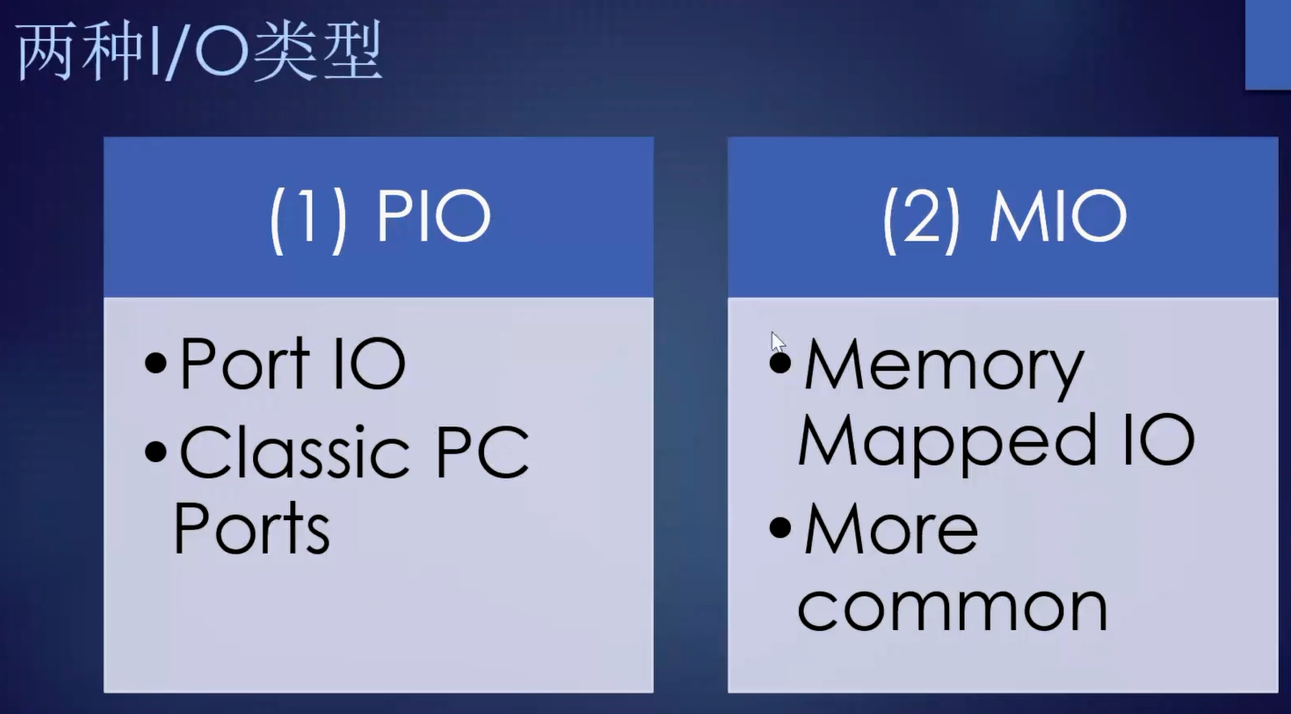 两种I/O类型
(1) PIO
•Port IO
•Classic PC
Ports
(2) MIO
•Memory
Mapped IO
•More
common